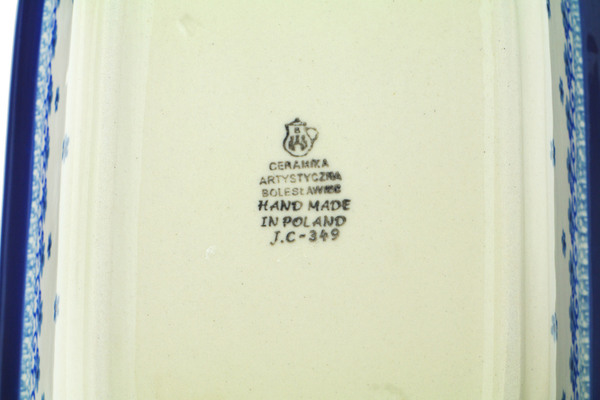 CERAMIKA
ARTYSTYCZNA
BOLESŁAWIEC
HAND MADE
IN POLAND
J.C-349